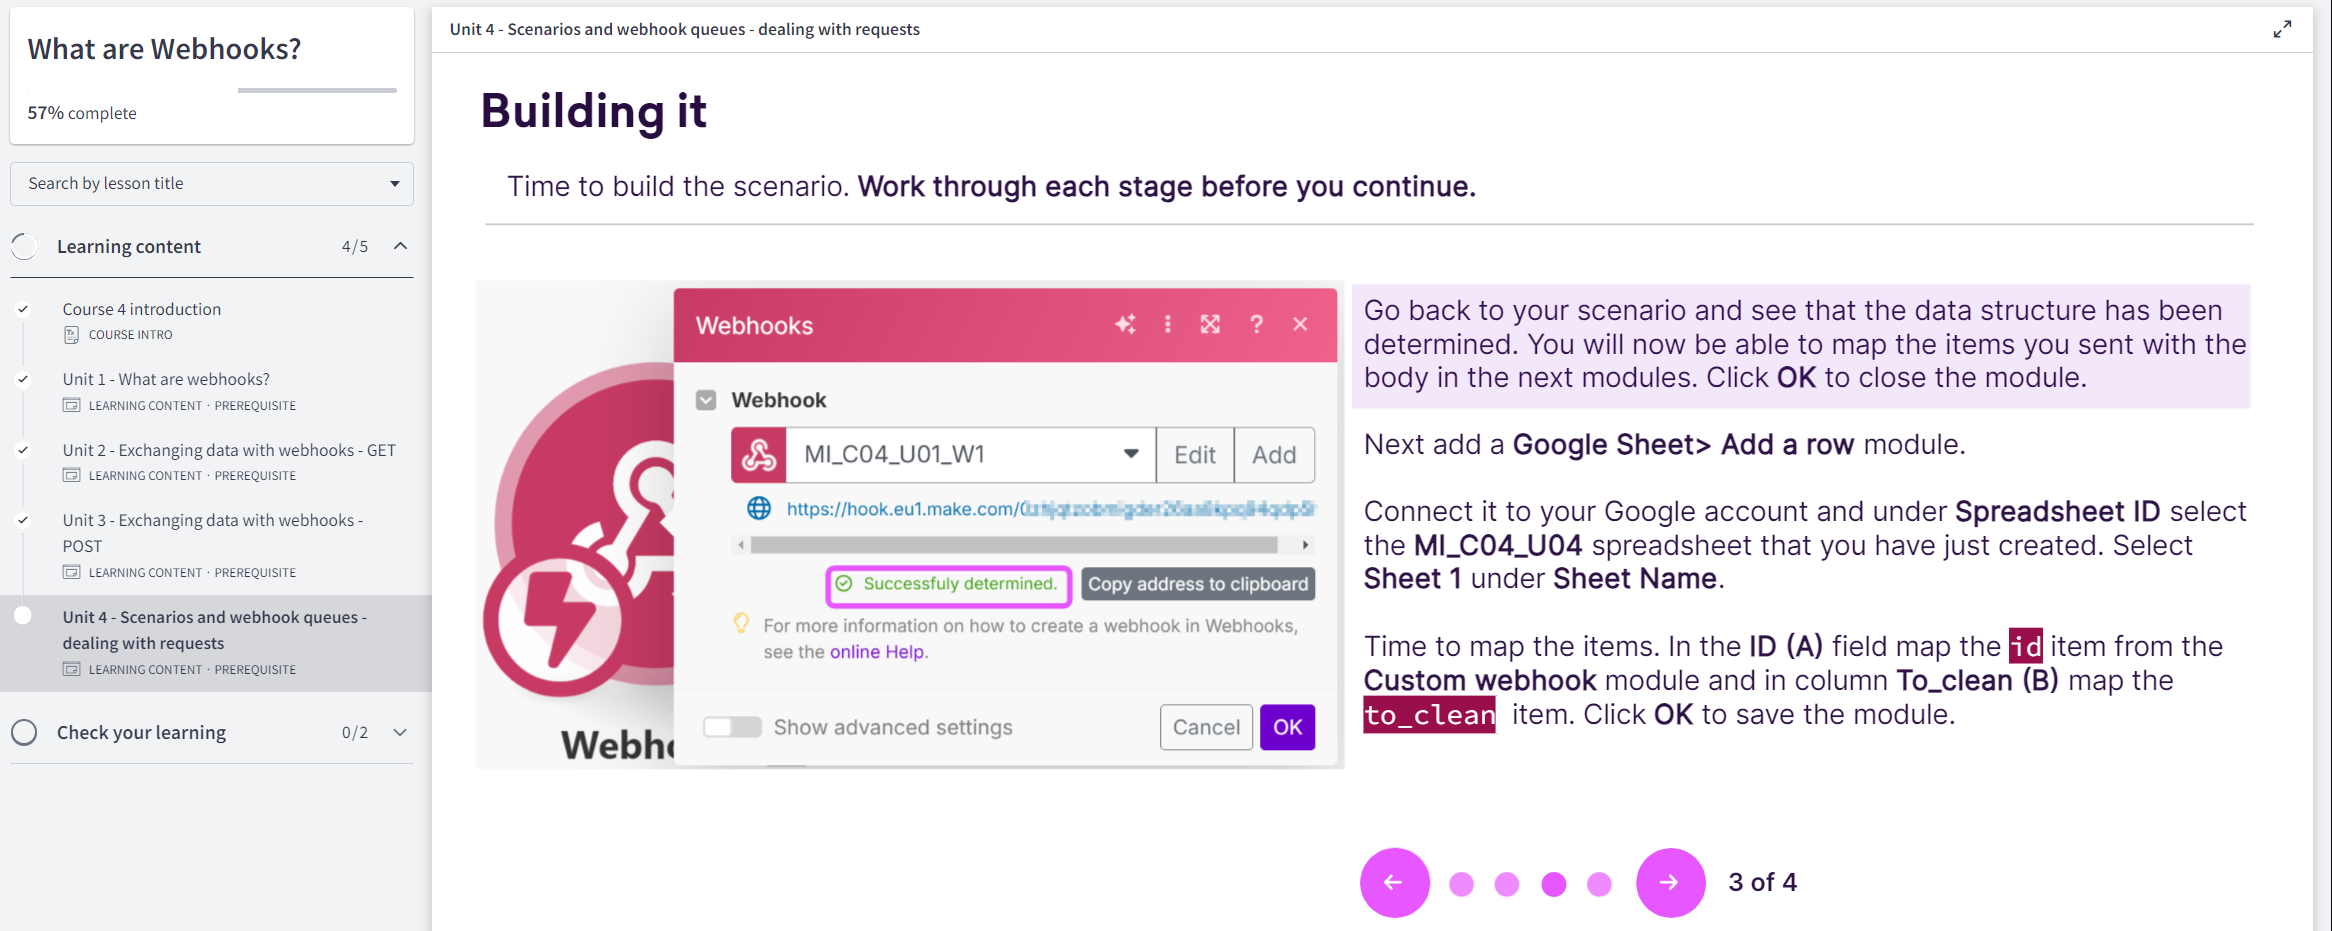 What are Webhooks?
57% complete
Search by lesson title
Learning content 4/5
Course 4 introduction
COURSE INTRO
Unit 1 - What are webhooks?
LEARNING CONTENT · PREREQUISITE
Unit 2 - Exchanging data with webhooks - GET
LEARNING CONTENT · PREREQUISITE
Unit 3 - Exchanging data with webhooks -
POST
LEARNING CONTENT · PREREQUISITE
Unit 4 - Scenarios and webhook queues -
dealing with requests
LEARNING CONTENT · PREREQUISITE
Check your learning 0/2
Unit 4 - Scenarios and webhook queues - dealing with requests
Building it
Time to build the scenario. Work through each stage before you continue.
Webhooks
Webhook
MI_C04_U01_W1
Edit
Add
https://hook.eu1.make.com/
Successfuly determined.
Copy address to clipboard
For more information on how to create a webhook in Webhooks,
see the online Help.
Show advanced settings
Cancel
OK
Go back to your scenario and see that the data structure has been
determined. You will now be able to map the items you sent with the
body in the next modules. Click OK to close the module.
Next add a Google Sheet> Add a row module.
Connect it to your Google account and under Spreadsheet ID select
the MI_C04_U04 spreadsheet that you have just created. Select
Sheet 1 under Sheet Name.
Time to map the items. In the ID (A) field map the id item from the
Custom webhook module and in column To_clean (B) map the
to_clean item. Click OK to save the module.
3 of 4